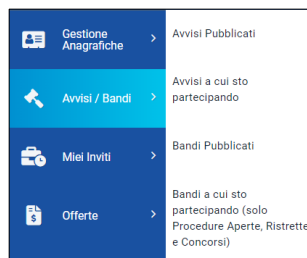 Gestione
Anagrafiche
Avvisi / Bandi
Miei Inviti
Offerte
Avvisi Pubblicati
Avvisi a cui sto
partecipando
Bandi Pubblicati
Bandi a cui sto
partecipando (solo
Procedure Aperte, Ristrette
e Concorsi)